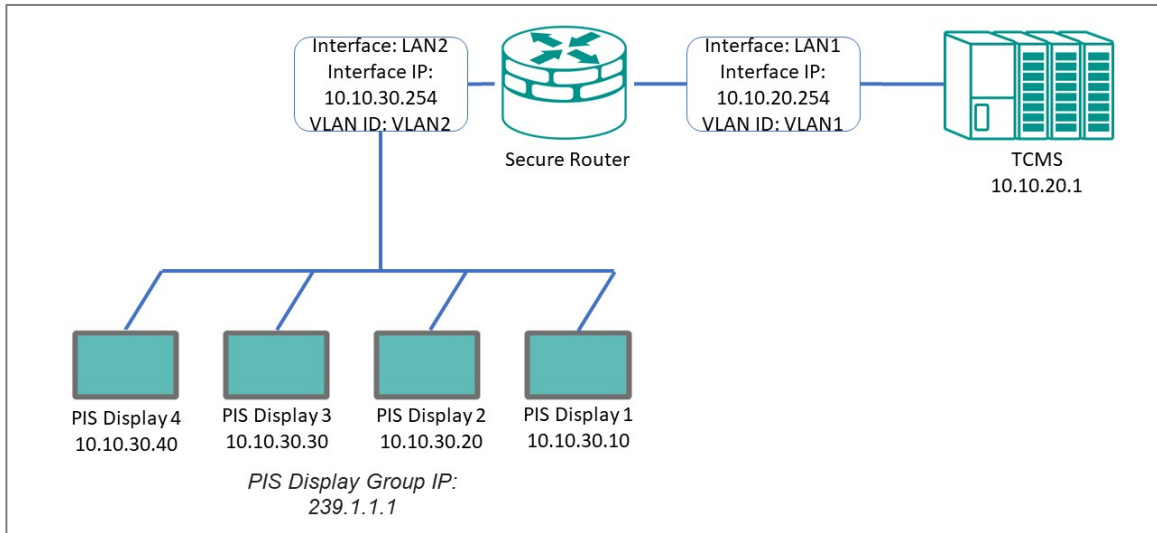 Interface: LAN2
Interface IP:
10.10.30.254
VLAN ID: VLAN2
Secure Router
Interface: LAN1
Interface IP:
10.10.20.254
VLAN ID: VLAN1
TCMS
10.10.20.1
PIS Display 4
10.10.30.40
PIS Display 3
10.10.30.30
PIS Display 2
10.10.30.20
PIS Display 1
10.10.30.10
PIS Display Group IP:
239.1.1.1